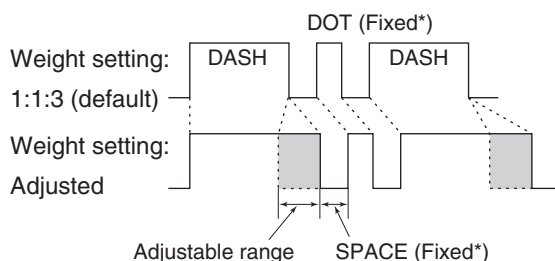 DOT (Fixed*)
Weight setting: DASH DASH
1:1:3 (default)
Weight setting:
Adjusted
Adjustable range SPACE (Fixed*)